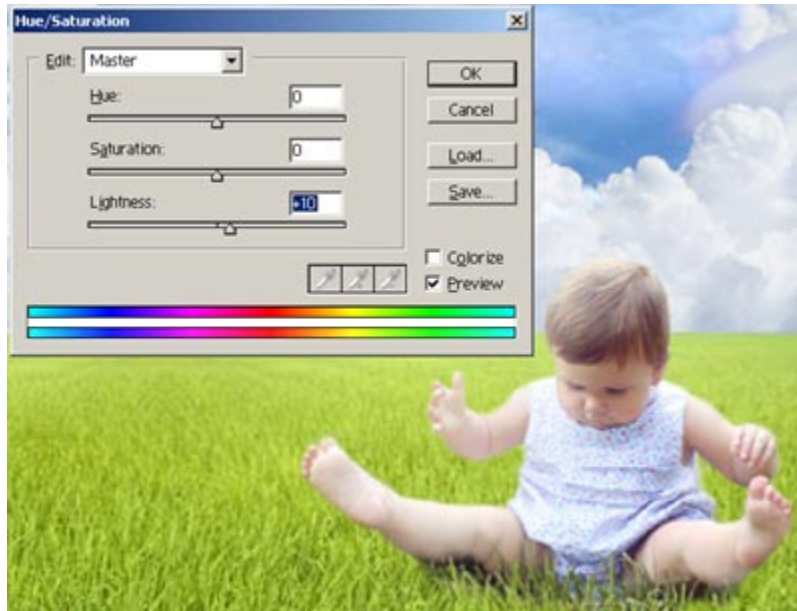 Hue/Saturation
Edit: Master
Hue: 0
Saturation: 0
Lightness: +10
OK
Cancel
Load...
Save...
Colorize
Preview